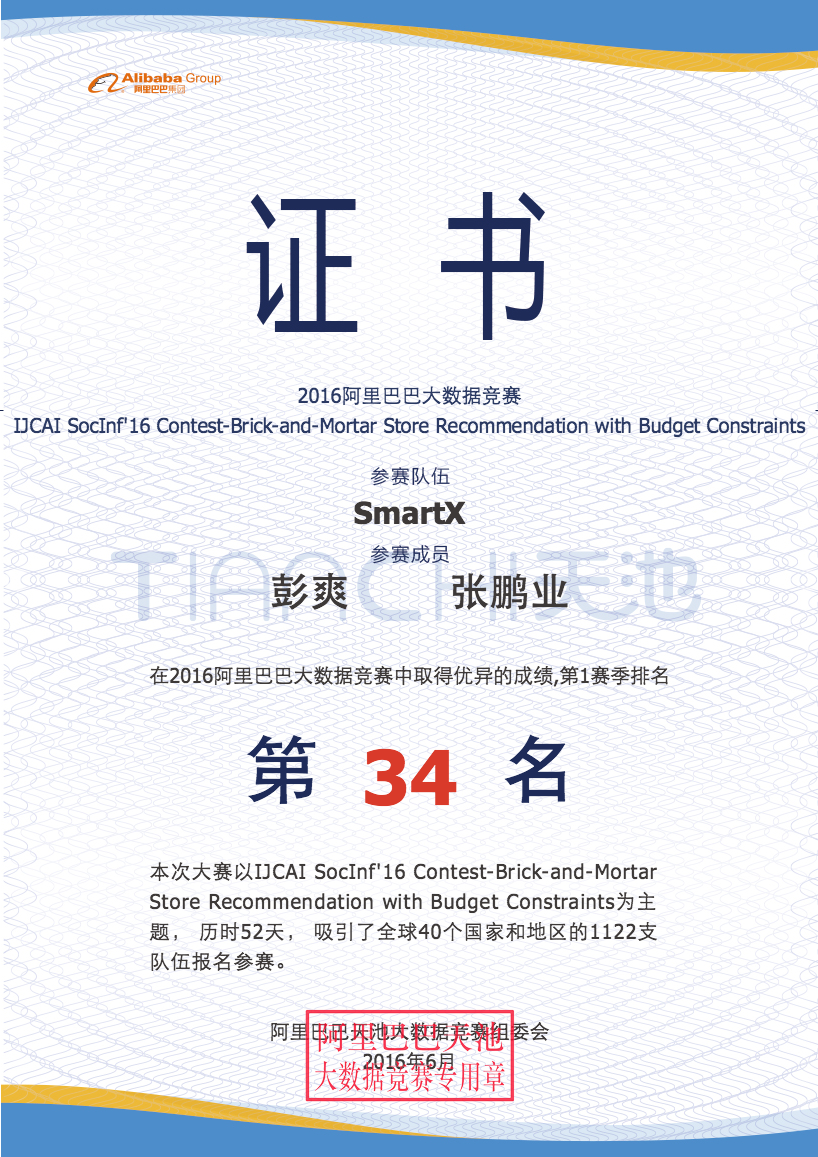 Alibaba Group
阿里巴巴集团
证 书
2016阿里巴巴大数据竞赛
IJCAI SocInf'16 Contest-Brick-and-Mortar Store Recommendation with Budget Constraints
参赛队伍
SmartX
参赛成员
TIANCHI天池
彭爽 张鹏业
在2016阿里巴巴大数据竞赛中取得优异的成绩,第1赛季排名
第 34 名
本次大赛以IJCAI SocInf'16 Contest-Brick-and-Mortar
Store Recommendation with Budget Constraints为主
题， 历时52天， 吸引了全球40个国家和地区的1122支
队伍报名参赛。
阿里巴巴天池大数据竞赛组委会
阿里巴巴天池
2016年6月
大数据竞赛专用章